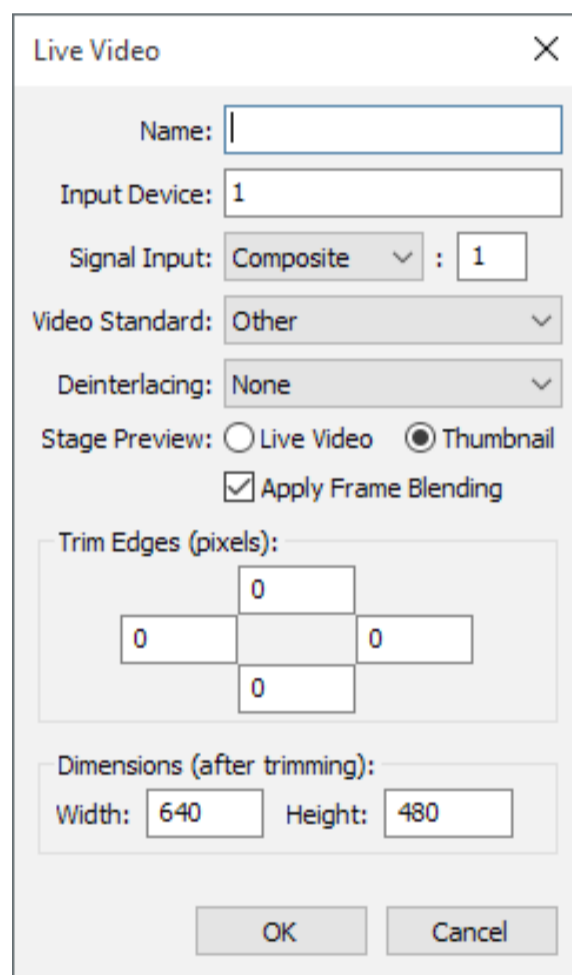 Live Video
Name:
Input Device: 1
Signal Input: Composite : 1
Video Standard: Other
Deinterlacing: None
Stage Preview: Live Video Thumbnail
Apply Frame Blending
Trim Edges (pixels):
0
0 0
0
Dimensions (after trimming):
Width: 640 Height: 480
OK Cancel